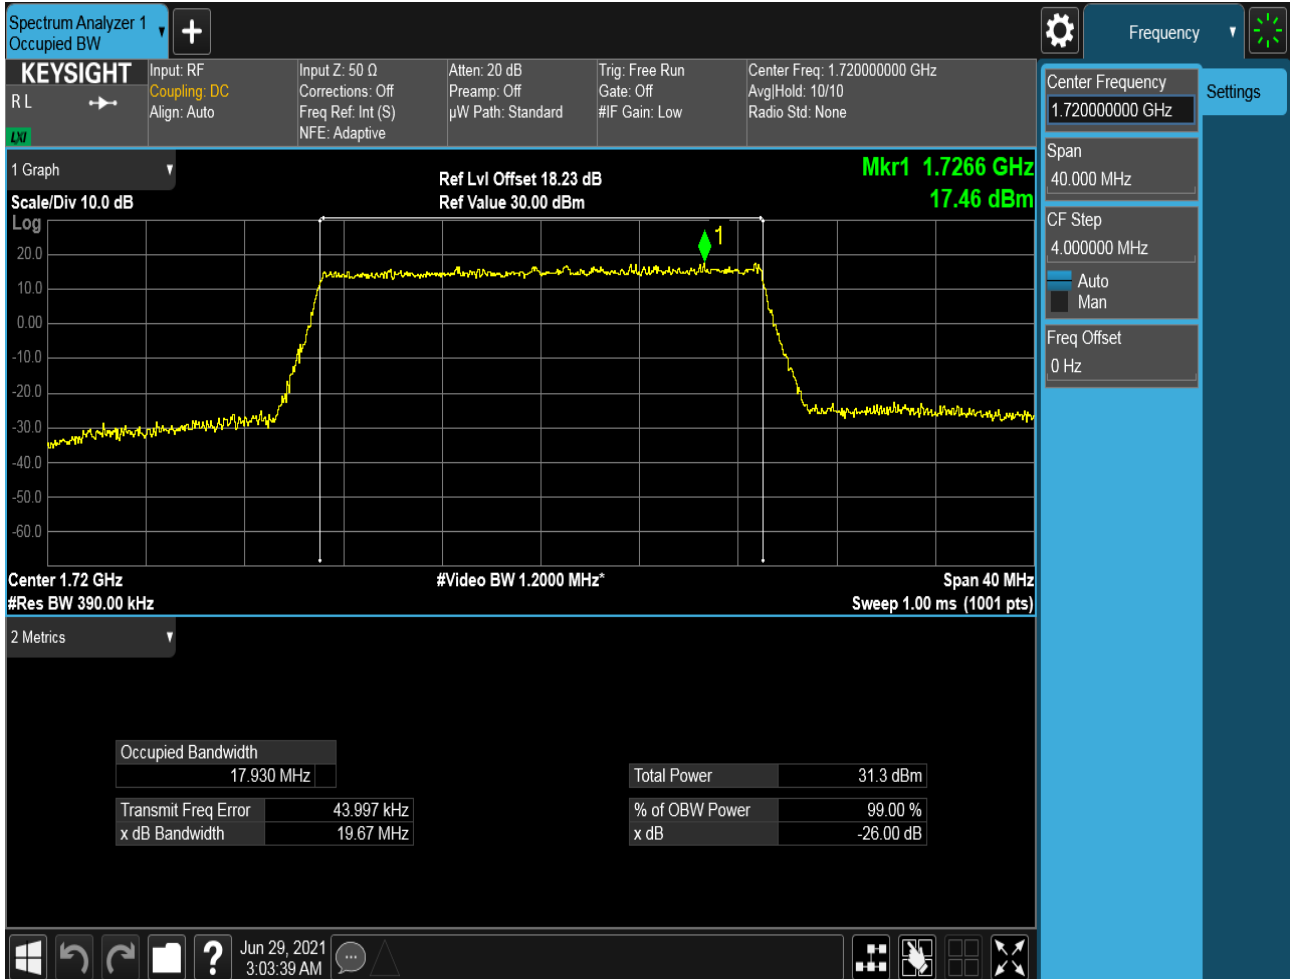 Spectrum Analyzer 1
Occupied BW
Frequency
KEYSIGHT
R L
LXI
Input: RF
Coupling: DC
Align: Auto
Input Z: 50 Ω
Corrections: Off
Freq Ref: Int (S)
NFE: Adaptive
Atten: 20 dB
Preamp: Off
µW Path: Standard
Trig: Free Run
Gate: Off
#IF Gain: Low
Center Freq: 1.720000000 GHz
Avg|Hold: 10/10
Radio Std: None
Center Frequency
1.720000000 GHz
Settings
Span
40.000 MHz
CF Step
4.000000 MHz
Auto
Man
Freq Offset
0 Hz
1 Graph
Scale/Div 10.0 dB
Log
Ref Lvl Offset 18.23 dB
Ref Value 30.00 dBm
Mkr1 1.7266 GHz
17.46 dBm
1
20.0
10.0
0.00
-10.0
-20.0
-30.0
-40.0
-50.0
-60.0
Center 1.72 GHz
#Res BW 390.00 kHz
#Video BW 1.2000 MHz*
Span 40 MHz
Sweep 1.00 ms (1001 pts)
2 Metrics
Occupied Bandwidth
17.930 MHz
Transmit Freq Error 43.997 kHz
x dB Bandwidth 19.67 MHz
Total Power 31.3 dBm
% of OBW Power 99.00 %
x dB -26.00 dB
?
Jun 29, 2021
3:03:39 AM